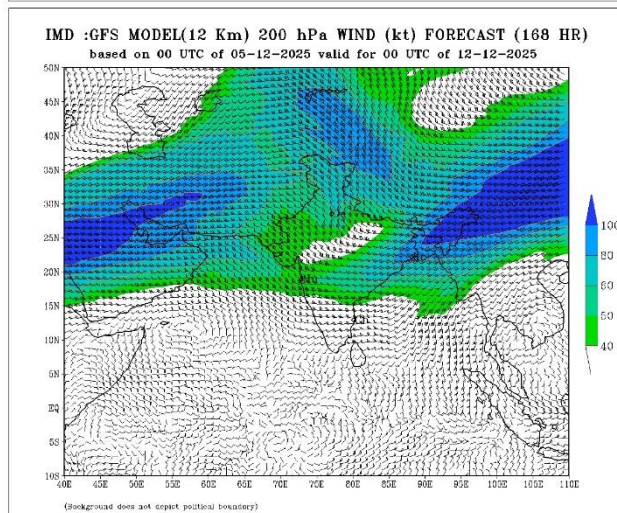 IMD :GFS MODEL(12 Km) 200 hPa WIND (kt) FORECAST (168 HR)
based on 00 UTC of 05-12-2025 valid for 00 UTC of 12-12-2025
50N
45N
40N
35N
30N
25N
20N
15N
10N
5N
EQ
5S
10S
40E 45E 50E 55E 60E 65E 70E 75E 80E 85E 90E 95E 100E 105E 110E
100
80
60
50
40
(Background does not depict political boundary)